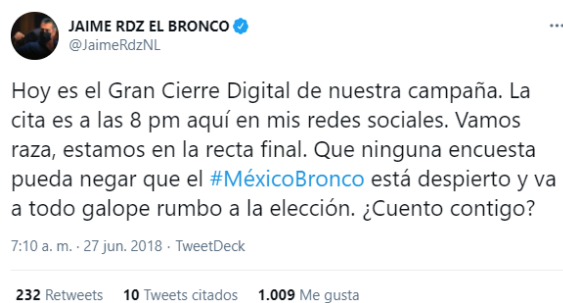 JAIME RDZ EL BRONCO
@JaimeRdzNL
Hoy es el Gran Cierre Digital de nuestra campaña. La
cita es a las 8 pm aquí en mis redes sociales. Vamos
raza, estamos en la recta final. Que ninguna encuesta
pueda negar que el #MéxicoBronco está despierto y va
a todo galope rumbo a la elección. ¿Cuento contigo?
7:10 a. m. · 27 jun. 2018 · TweetDeck
232 Retweets 10 Tweets citados 1.009 Me gusta